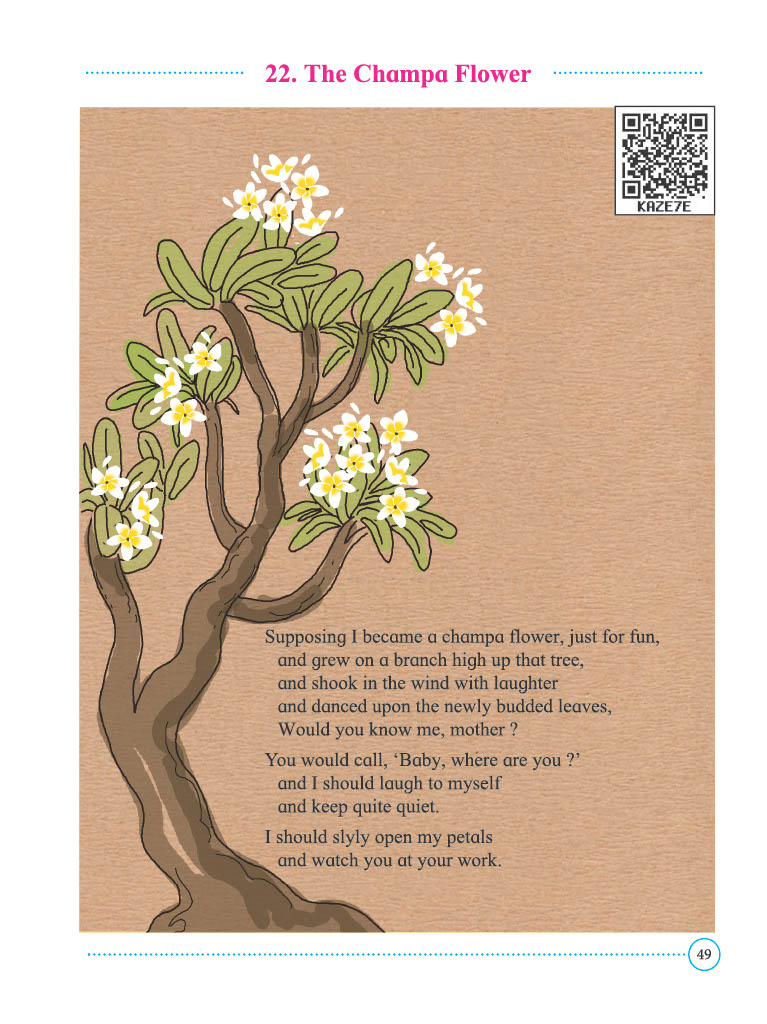 22. The Champa Flower
KAZE7E
Supposing I became a champa flower, just for fun,
and grew on a branch high up that tree,
and shook in the wind with laughter
and danced upon the newly budded leaves,
Would you know me, mother ?
You would call, ‘Baby, where are you ?’
and I should laugh to myself
and keep quite quiet.
I should slyly open my petals
and watch you at your work.
49